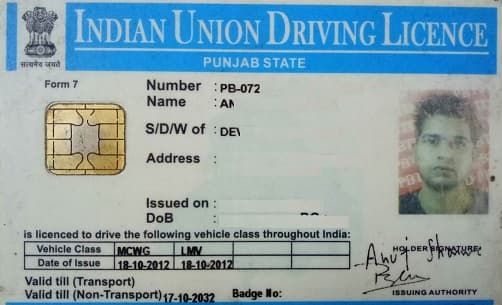 INDIAN UNION DRIVING LICENCE
सत्यमेव जयते
PUNJAB STATE
Form 7
Number : PB-072
Name : AN
S/D/W of : DEV
Address :
Issued on :
DoB
is licenced to drive the following vehicle class throughout India:
Vehicle Class MCWG LMV
Date of Issue 18-10-2012 18-10-2012
Anuj Sharma
HOLDER SIGNATURE
Valid till (Transport)
Valid till (Non-Transport) 17-10-2032 Badge No:
ISSUING AUTHORITY